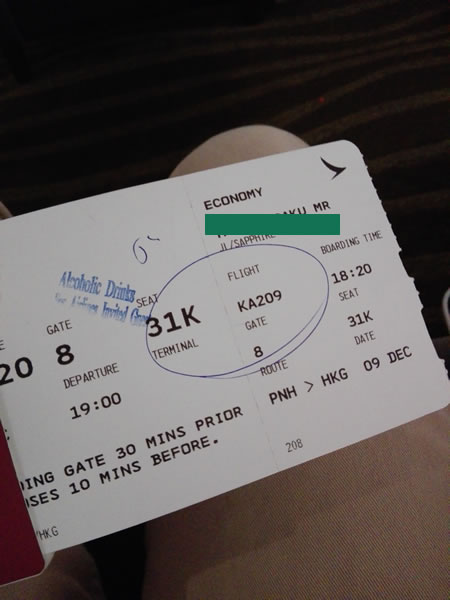 ECONOMY
AKU MR
JL/SAPPHIRE
BOARDING TIME
18:20
FLIGHT
KA209
SEAT
31K
GATE
8
DATE
09 DEC
ROUTE
PNH > HKG
208
Alcoholic Drinks
SEAT
31K
GATE
20 8
TERMINAL
DEPARTURE
19:00
ING GATE 30 MINS PRIOR
SES 10 MINS BEFORE.
/HKG